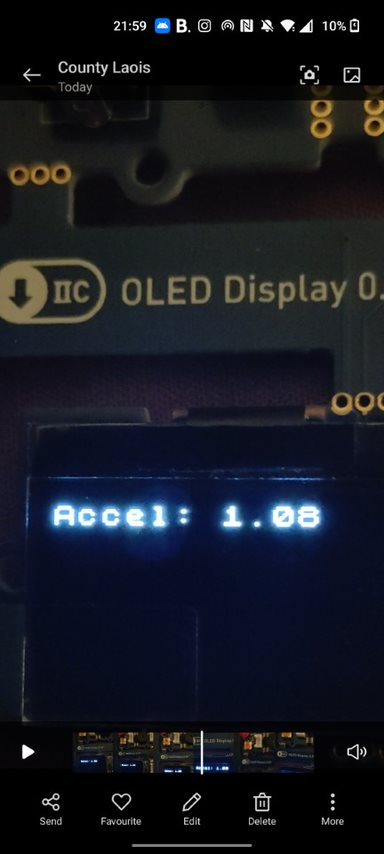 21:59
B.
10%
County Laois
Today
IIC
OLED Display 0.
Accel: 1.08
Send
Favourite
Edit
Delete
More